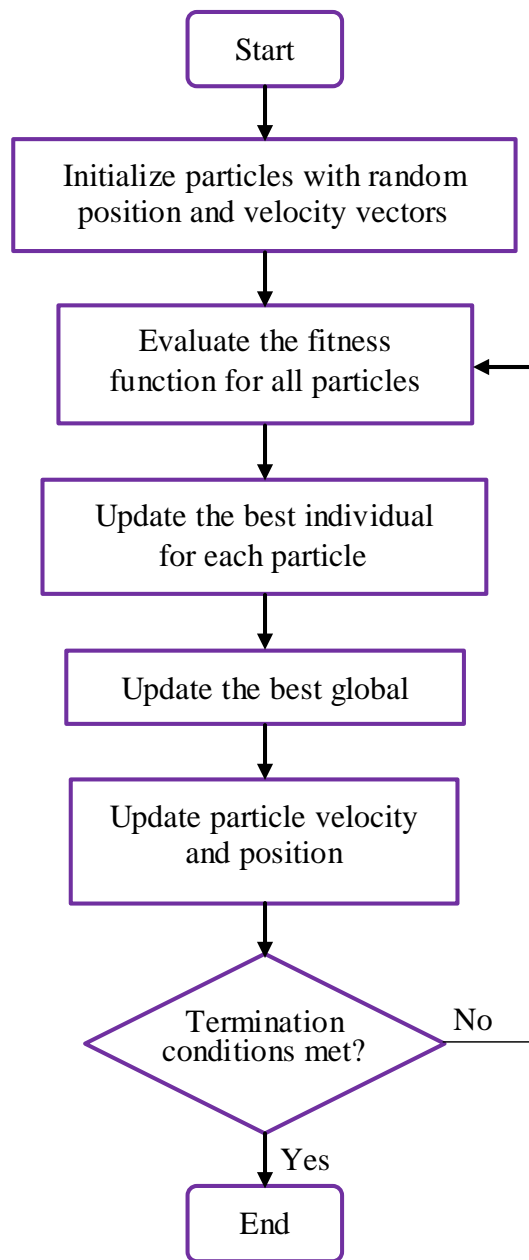 Start
Initialize particles with random
position and velocity vectors
Evaluate the fitness
function for all particles
Update the best individual
for each particle
Update the best global
Update particle velocity
and position
Termination
conditions met?
No
Yes
End